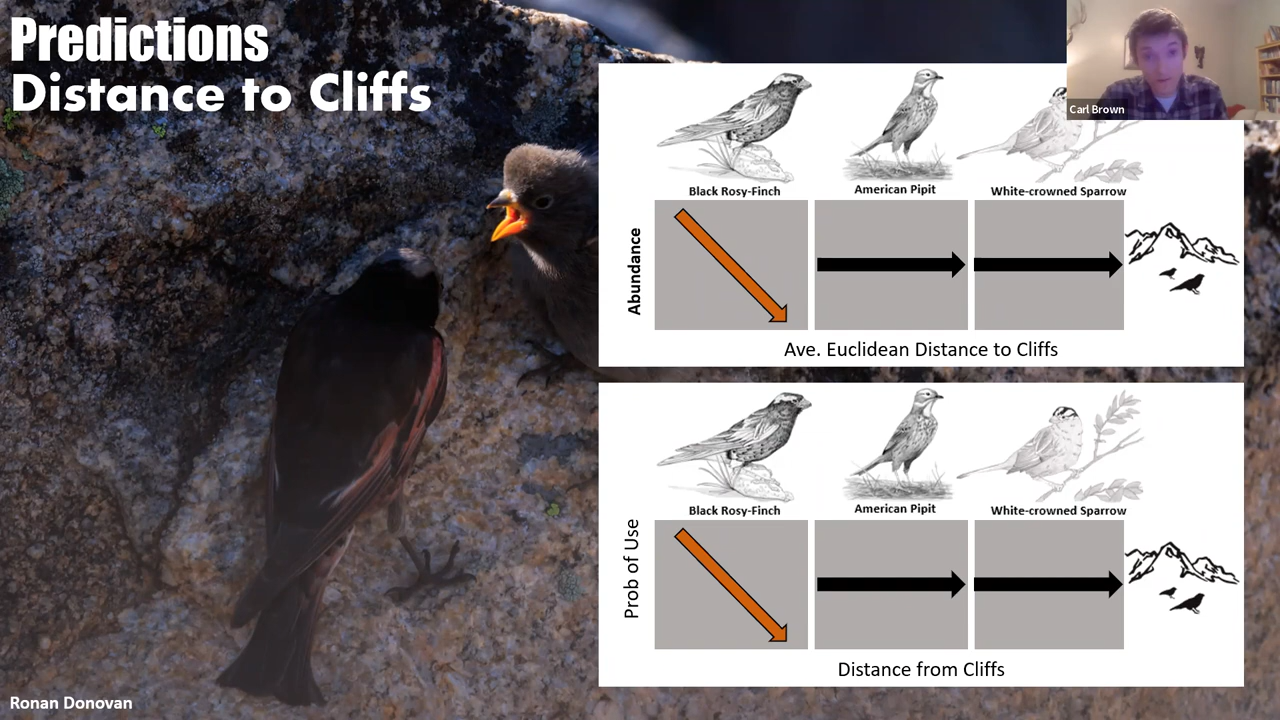 Predictions
Distance to Cliffs
Carl Brown
Black Rosy-Finch
American Pipit
White-crowned Sparrow
Abundance
Ave. Euclidean Distance to Cliffs
Black Rosy-Finch
American Pipit
White-crowned Sparrow
Prob of Use
Distance from Cliffs
Ronan Donovan